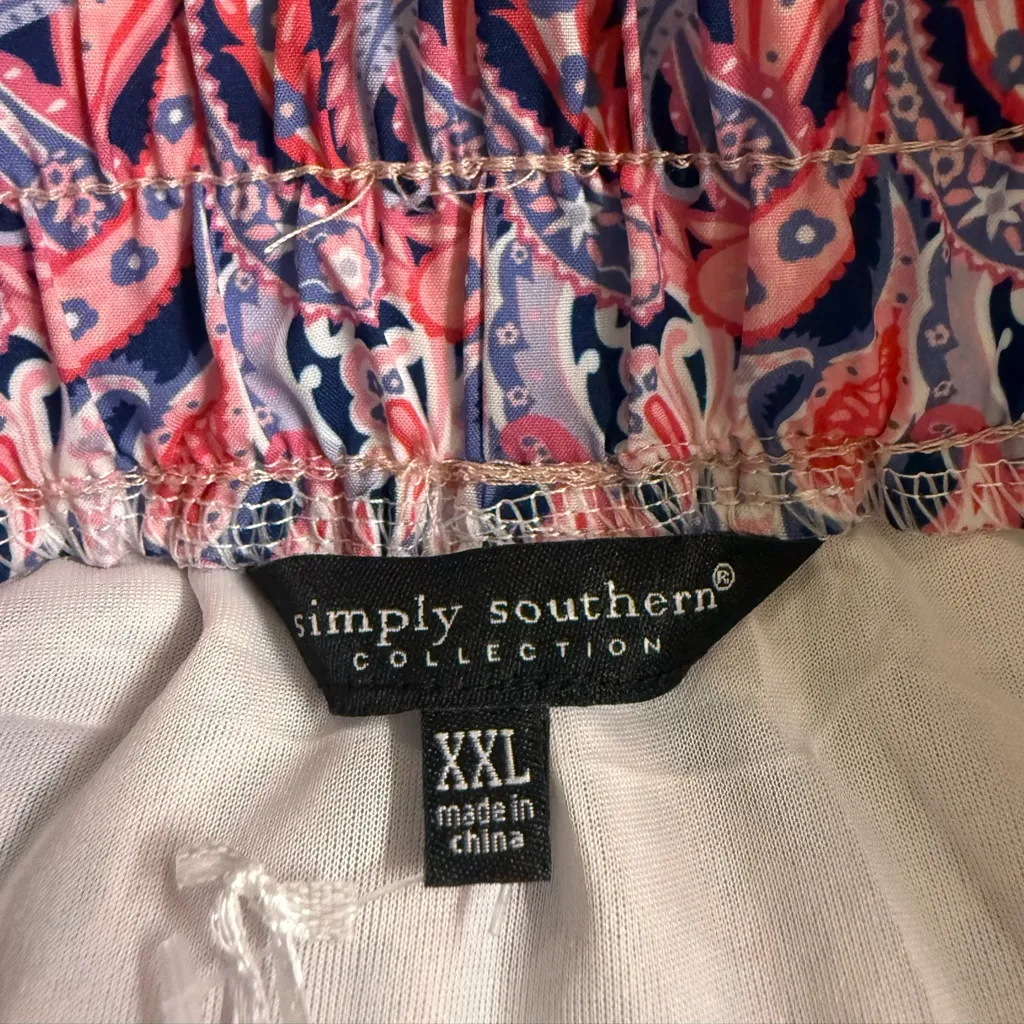 simply southern®
COLLECTION
XXL
made in
china